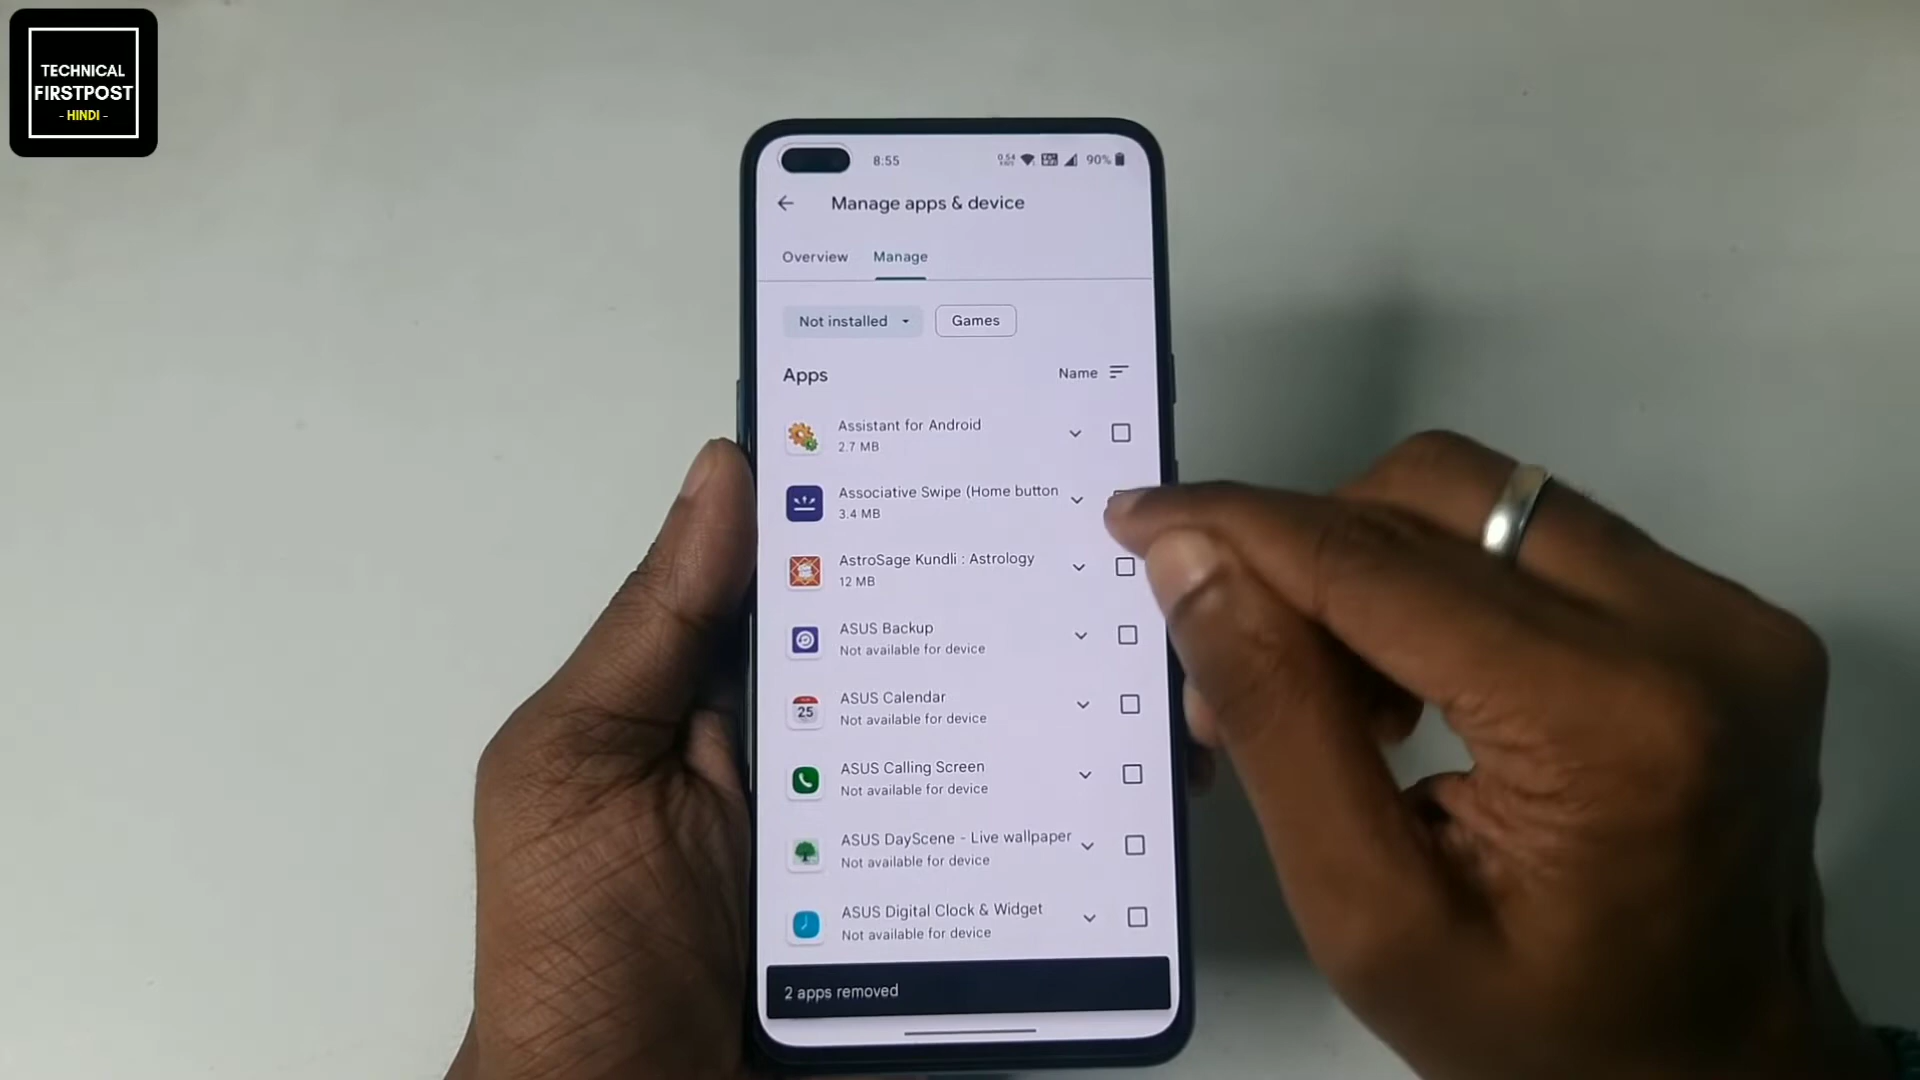 TECHNICAL
FIRSTPOST
- HINDI -
8:55
90%
Manage apps & device
Overview Manage
Not installed Games
Apps Name
Assistant for Android
2.7 MB
Associative Swipe (Home button
3.4 MB
AstroSage Kundli : Astrology
12 MB
ASUS Backup
Not available for device
25
ASUS Calendar
Not available for device
ASUS Calling Screen
Not available for device
ASUS DayScene - Live wallpaper
Not available for device
ASUS Digital Clock & Widget
Not available for device
2 apps removed